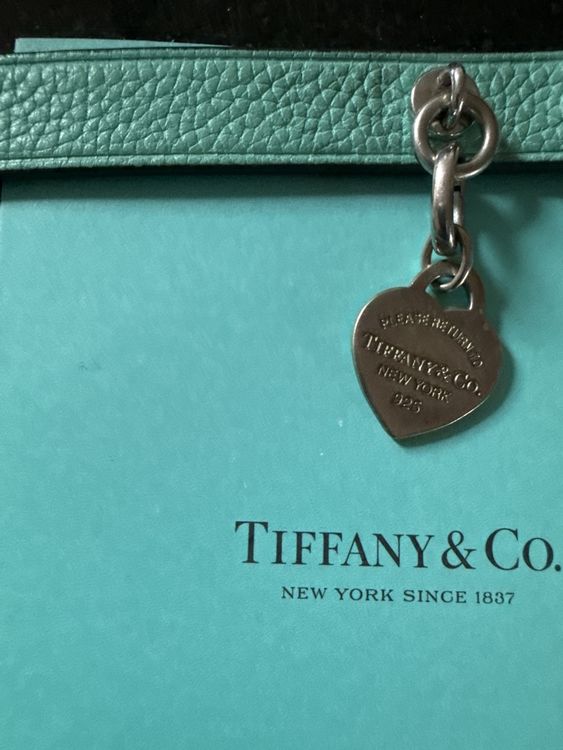 PLEASE RETURN TO
TIFFANY & CO.
NEW YORK
925
TIFFANY & CO.
NEW YORK SINCE 1837